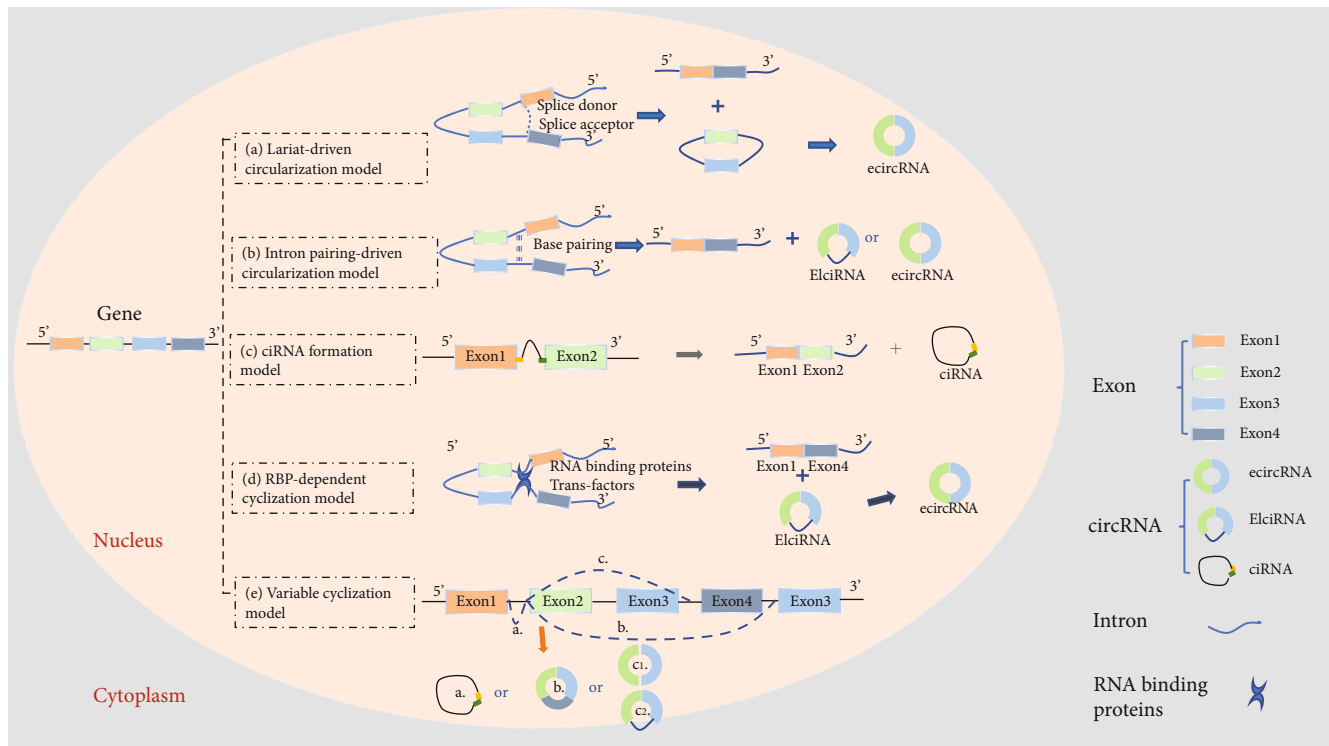 5’
3’
5’
Splice donor
Splice acceptor
3’
+
(a) Lariat-driven
circularization model
ecircRNA
5’
Base pairing
3’
5’
3’
+
or
ElciRNA
ecircRNA
(b) Intron pairing-driven
circularization model
Gene
5’
3’
(c) ciRNA formation
model
5’
Exon1
Exon2
3’
5’
3’
Exon1 Exon2
+
ciRNA
(d) RBP-dependent
cyclization model
5’
5’
RNA binding proteins
Trans-factors
3’
5’
3’
Exon1
Exon4
+
ElciRNA
ecircRNA
Nucleus
(e) Variable cyclization
model
5’
Exon1
Exon2
Exon3
Exon4
Exon3
3’
a.
b.
c.
a.
or
b.
or
c1.
c2.
Cytoplasm
Exon
Exon1
Exon2
Exon3
Exon4
circRNA
ecircRNA
ElciRNA
ciRNA
Intron
RNA binding
proteins